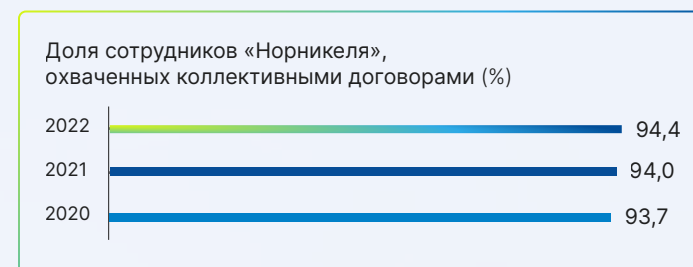 Доля сотрудников «Норникеля»,
охваченных коллективными договорами (%)
2022 94,4
2021 94,0
2020 93,7